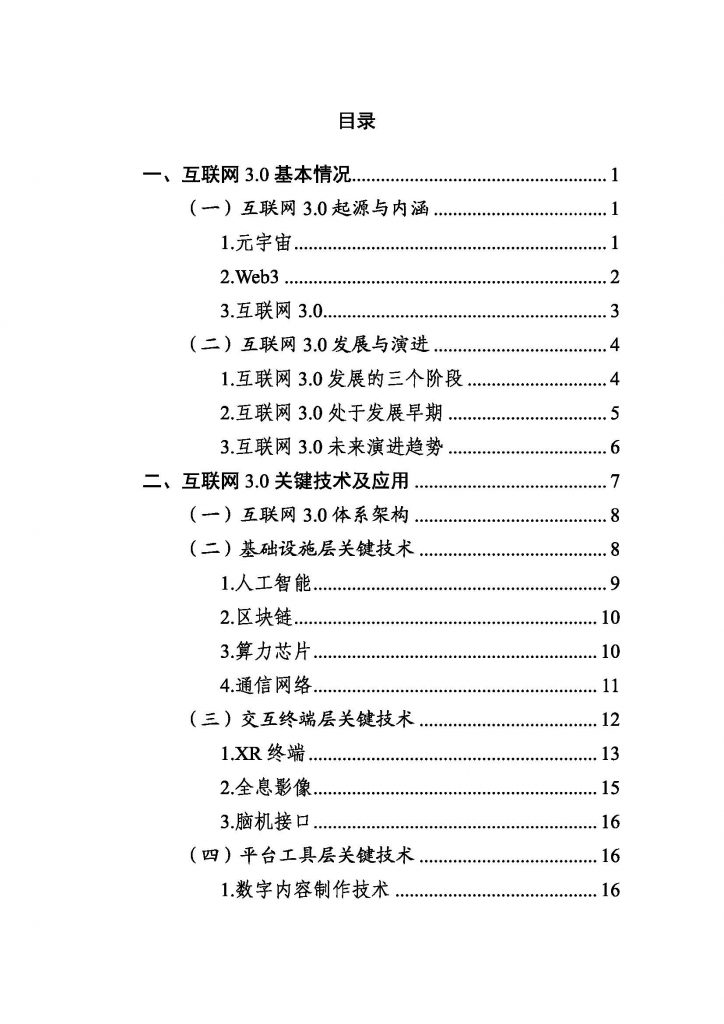 目录
一、互联网 3.0 基本情况..................................................... 1
（一）互联网 3.0 起源与内涵.................................... 1
1.元宇宙................................................................. 1
2.Web3 ................................................................... 2
3.互联网 3.0........................................................... 3
（二）互联网 3.0 发展与演进.................................... 4
1.互联网 3.0 发展的三个阶段............................. 4
2.互联网 3.0 处于发展早期................................. 5
3.互联网 3.0 未来演进趋势................................. 6
二、互联网 3.0 关键技术及应用........................................ 7
（一）互联网 3.0 体系架构........................................ 8
（二）基础设施层关键技术....................................... 8
1.人工智能............................................................. 9
2.区块链............................................................... 10
3.算力芯片........................................................... 10
4.通信网络........................................................... 11
（三）交互终端层关键技术..................................... 12
1.XR 终端............................................................ 13
2.全息影像........................................................... 15
3.脑机接口........................................................... 16
（四）平台工具层关键技术..................................... 16
1.数字内容制作技术.......................................... 16